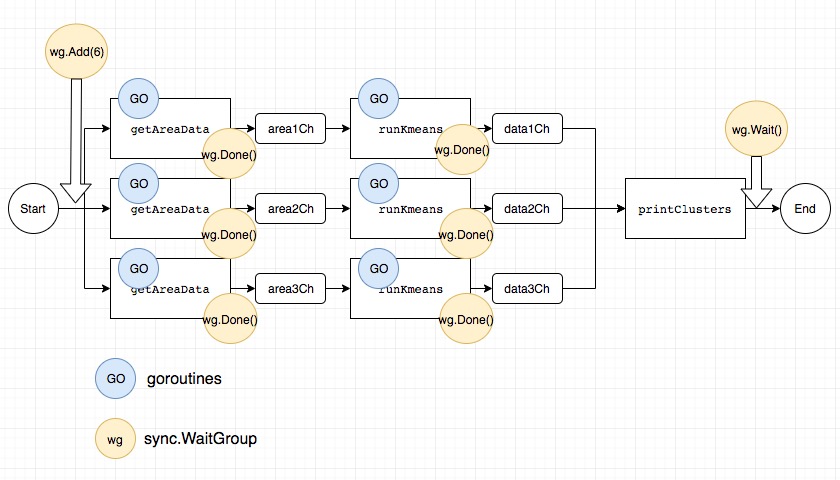 wg.Add(6)
GO
getAreaData
wg.Done()
area1Ch
GO
runKmeans
wg.Done()
data1Ch
wg.Wait()
GO
getAreaData
wg.Done()
area2Ch
GO
runKmeans
wg.Done()
data2Ch
Start
printClusters
End
GO
getAreaData
wg.Done()
area3Ch
GO
runKmeans
wg.Done()
data3Ch
GO
goroutines
wg
sync.WaitGroup